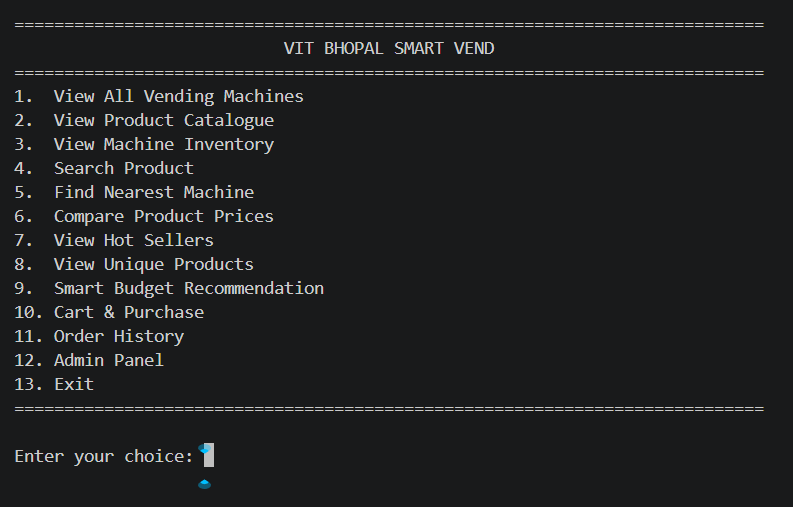 ===========================================================================
VIT BHOPAL SMART VEND
===========================================================================
1.  View All Vending Machines
2.  View Product Catalogue
3.  View Machine Inventory
4.  Search Product
5.  Find Nearest Machine
6.  Compare Product Prices
7.  View Hot Sellers
8.  View Unique Products
9.  Smart Budget Recommendation
10. Cart & Purchase
11. Order History
12. Admin Panel
13. Exit
===========================================================================
Enter your choice: